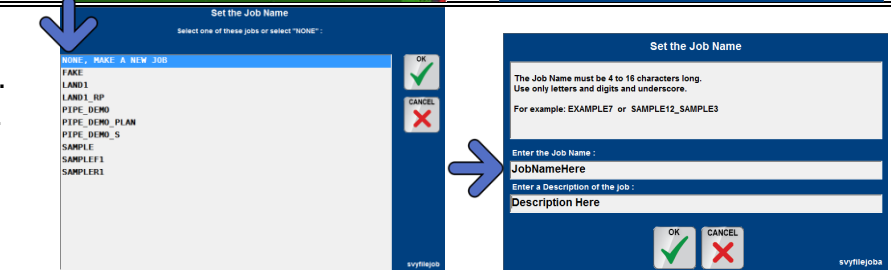 Set the Job Name
Select one of these jobs or select "NONE" :
NONE, MAKE A NEW JOB
FAKE
LAND1
LAND1_RP
PIPE_DEMO
PIPE_DEMO_PLAN
PIPE_DEMO_S
SAMPLE
SAMPLEF1
SAMPLER1
OK
CANCEL
svyfilejob
Set the Job Name
The Job Name must be 4 to 16 characters long.
Use only letters and digits and underscore.
For example: EXAMPLE7 or SAMPLE12_SAMPLE3
Enter the Job Name :
JobNameHere
Enter a Description of the job :
Description Here
OK
CANCEL
svyfilejoba